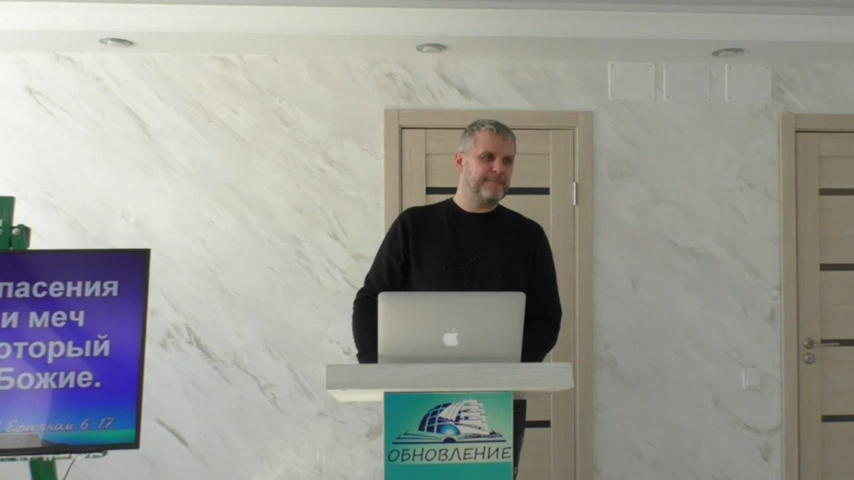 пасения
и меч
оторый
Божие.
Ефесянам 6 17
ОБНОВЛЕНИЕ